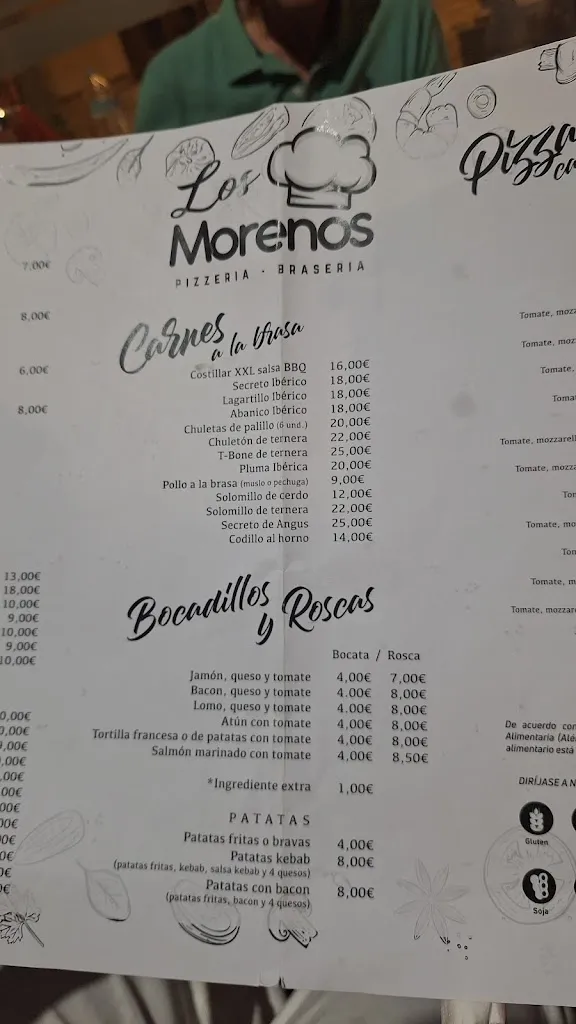 Los
Morenos
PIZZERIA · BRASERIA
7,00€
8,00€
6,00€
8,00€
13,00€
18,00€
10,00€
9,00€
10,00€
9,00€
10,00€
Carnes
a la brasa
Costillar XXL salsa BBQ 16,00€
Secreto Ibérico 18,00€
Lagartillo Ibérico 18,00€
Abanico Ibérico 18,00€
Chuletas de palillo (6 und.) 20,00€
Chuletón de ternera 22,00€
T-Bone de ternera 25,00€
Pluma Ibérica 20,00€
Pollo a la brasa (muslo o pechuga) 9,00€
Solomillo de cerdo 12,00€
Solomillo de ternera 22,00€
Secreto de Angus 25,00€
Codillo al horno 14,00€
Bocadillos
y Roscas
Bocata / Rosca
Jamón, queso y tomate 4,00€ 7,00€
Bacon, queso y tomate 4.00€ 8,00€
Lomo, queso y tomate 4.00€ 8,00€
Atún con tomate 4,00€ 8,00€
Tortilla francesa o de patatas con tomate 4,00€ 8,00€
Salmón marinado con tomate 4,00€ 8,50€
*Ingrediente extra 1,00€
PATATAS
Patatas fritas o bravas 4,00€
Patatas kebab 8,00€
(patatas fritas, kebab, salsa kebab y 4 quesos)
Patatas con bacon 8,00€
(patatas fritas, bacon y 4 quesos)
Pizza
Tomate,
Tomate,
Tomate,
Tomate, mozzarell
Tomate,
Tomate,
Tomate,
Tomate,
De acuerdo con
Alimentaria
alimentario está
DIRÍJASE A
Gluten
Soja